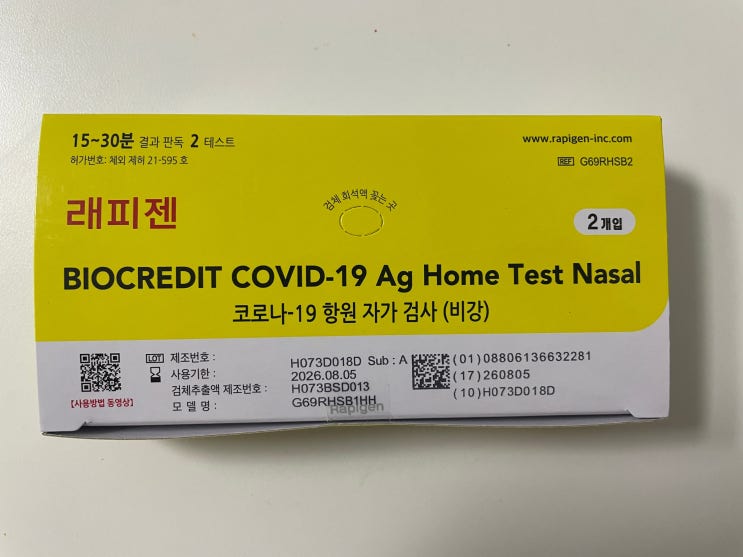 15~30분 결과 판독 2 테스트
허가번호: 체외 제허 21-595 호
www.rapigen-inc.com
REF G69RHSB2
래피젠
검체 희석액 꽂는 곳
2개입
BIOCREDIT COVID-19 Ag Home Test Nasal
코로나-19 항원 자가 검사 (비강)
[사용방법 동영상]
LOT 제조번호 : H073D018D Sub : A
사용기한 : 2026.08.05
검체추출액 제조번호 : H073BSD013
모 델 명 : G69RHSB1HH
Rapigen
(01)08806136632281
(17)260805
(10)H073D018D